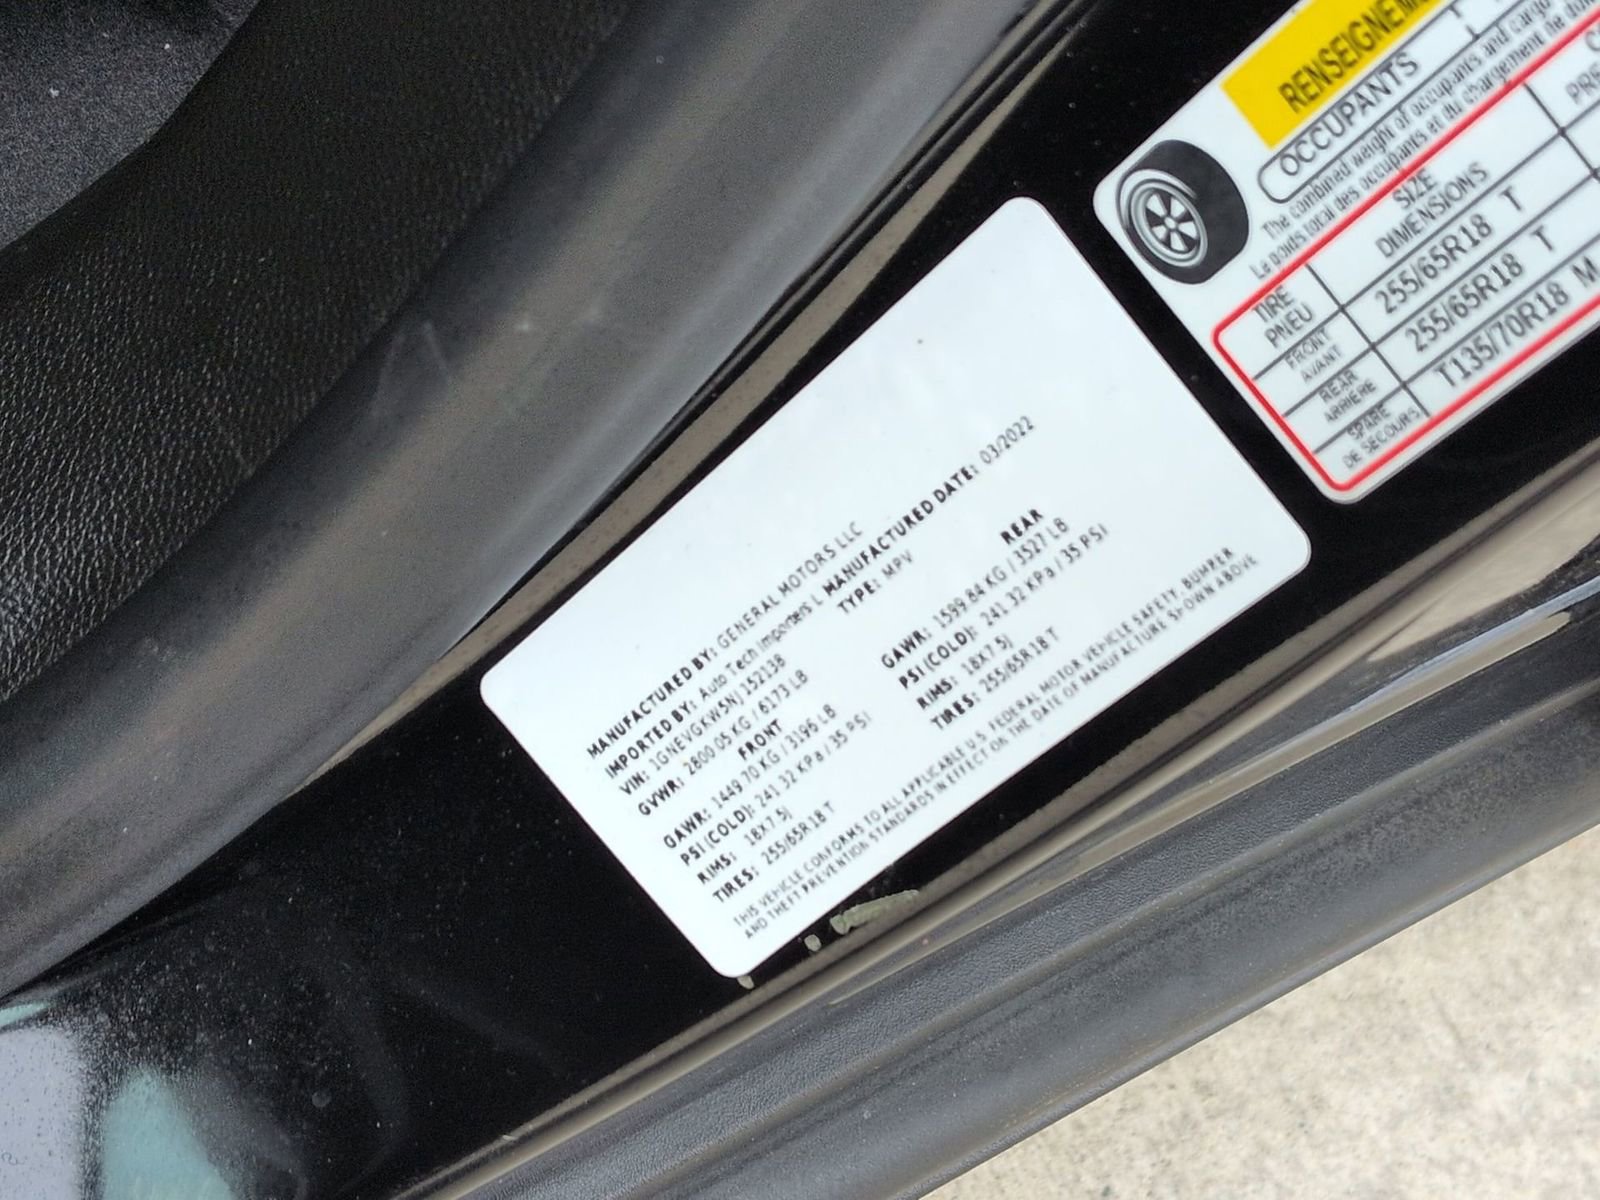 MANUFACTURED BY: GENERAL MOTORS LLC
IMPORTED BY: Auto Tech Importers L MANUFACTURED DATE: 03/2022
VIN: 1GNEVGKW5NJ152138 TYPE: MPV
GVWR: 2800.05 KG / 6173 LB
FRONT REAR
GAWR: 1449.70 KG / 3196 LB GAWR: 1599.84 KG / 3527 LB
PSI (COLD): 241.32 KPa / 35 PSI PSI (COLD): 241.32 KPa / 35 PSI
RIMS: 18X7.5J RIMS: 18X7.5J
TIRES: 255/65R18 T TIRES: 255/65R18 T
THIS VEHICLE CONFORMS TO ALL APPLICABLE U.S. FEDERAL MOTOR VEHICLE SAFETY, BUMPER
AND THEFT PREVENTION STANDARDS IN EFFECT ON THE DATE OF MANUFACTURE SHOWN ABOVE
OCCUPANTS
The combined weight of occupants and cargo
Le poids total des occupants et du chargement ne doit
TIRE SIZE
PNEU DIMENSIONS
FRONT
AVANT 255/65R18 T
REAR
ARRIÈRE 255/65R18 T
SPARE
DE SECOURS T135/70R18 M